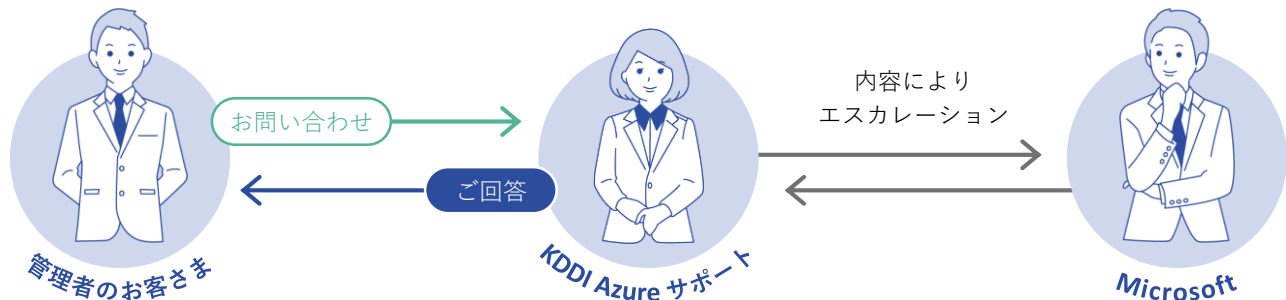 お問い合わせ
ご回答
内容により
エスカレーション
管理者のお客さま
KDDI Azure サポート
Microsoft